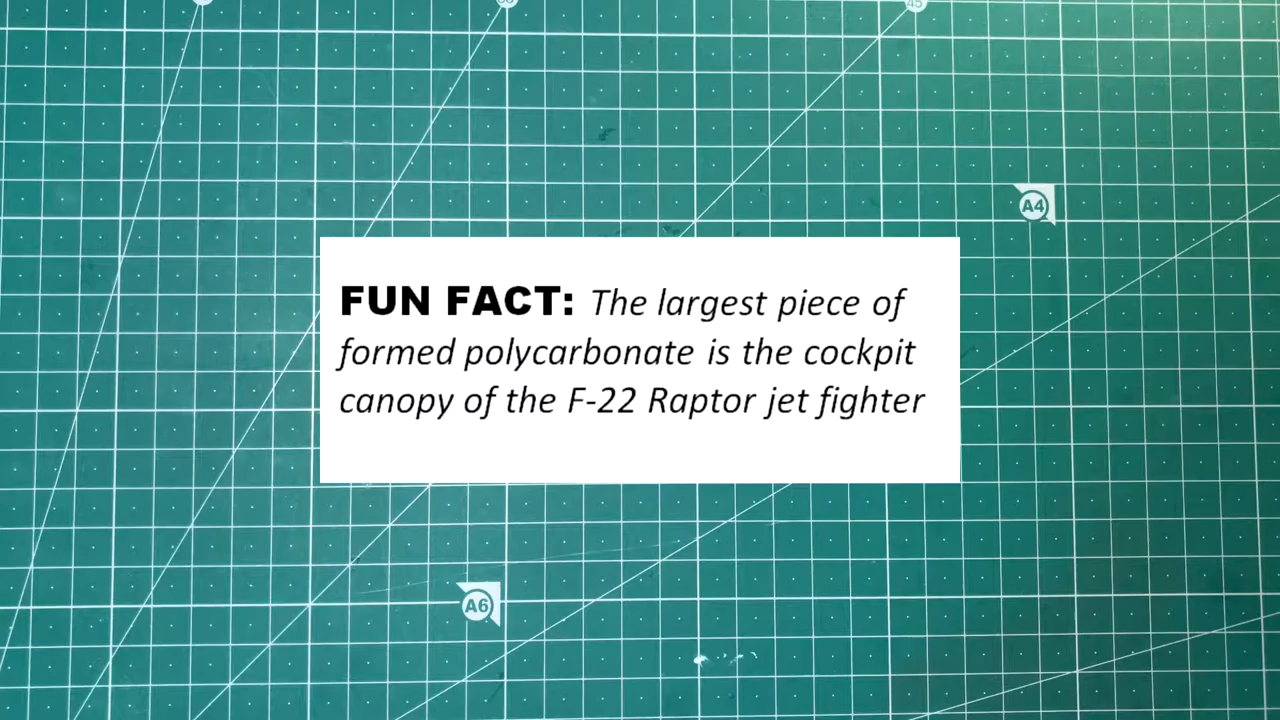 45
A4
FUN FACT: The largest piece of
formed polycarbonate is the cockpit
canopy of the F-22 Raptor jet fighter
A6